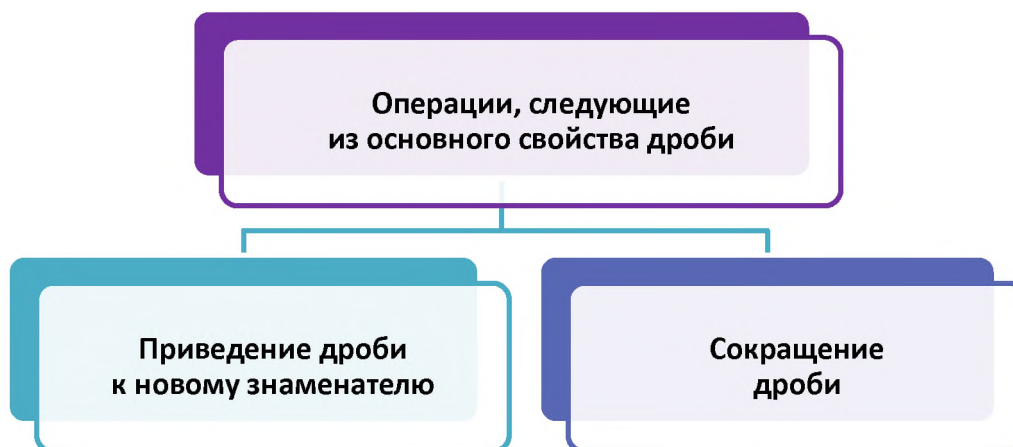 Операции, следующие
из основного свойства дроби
Приведение дроби
к новому знаменателю
Сокращение
дроби